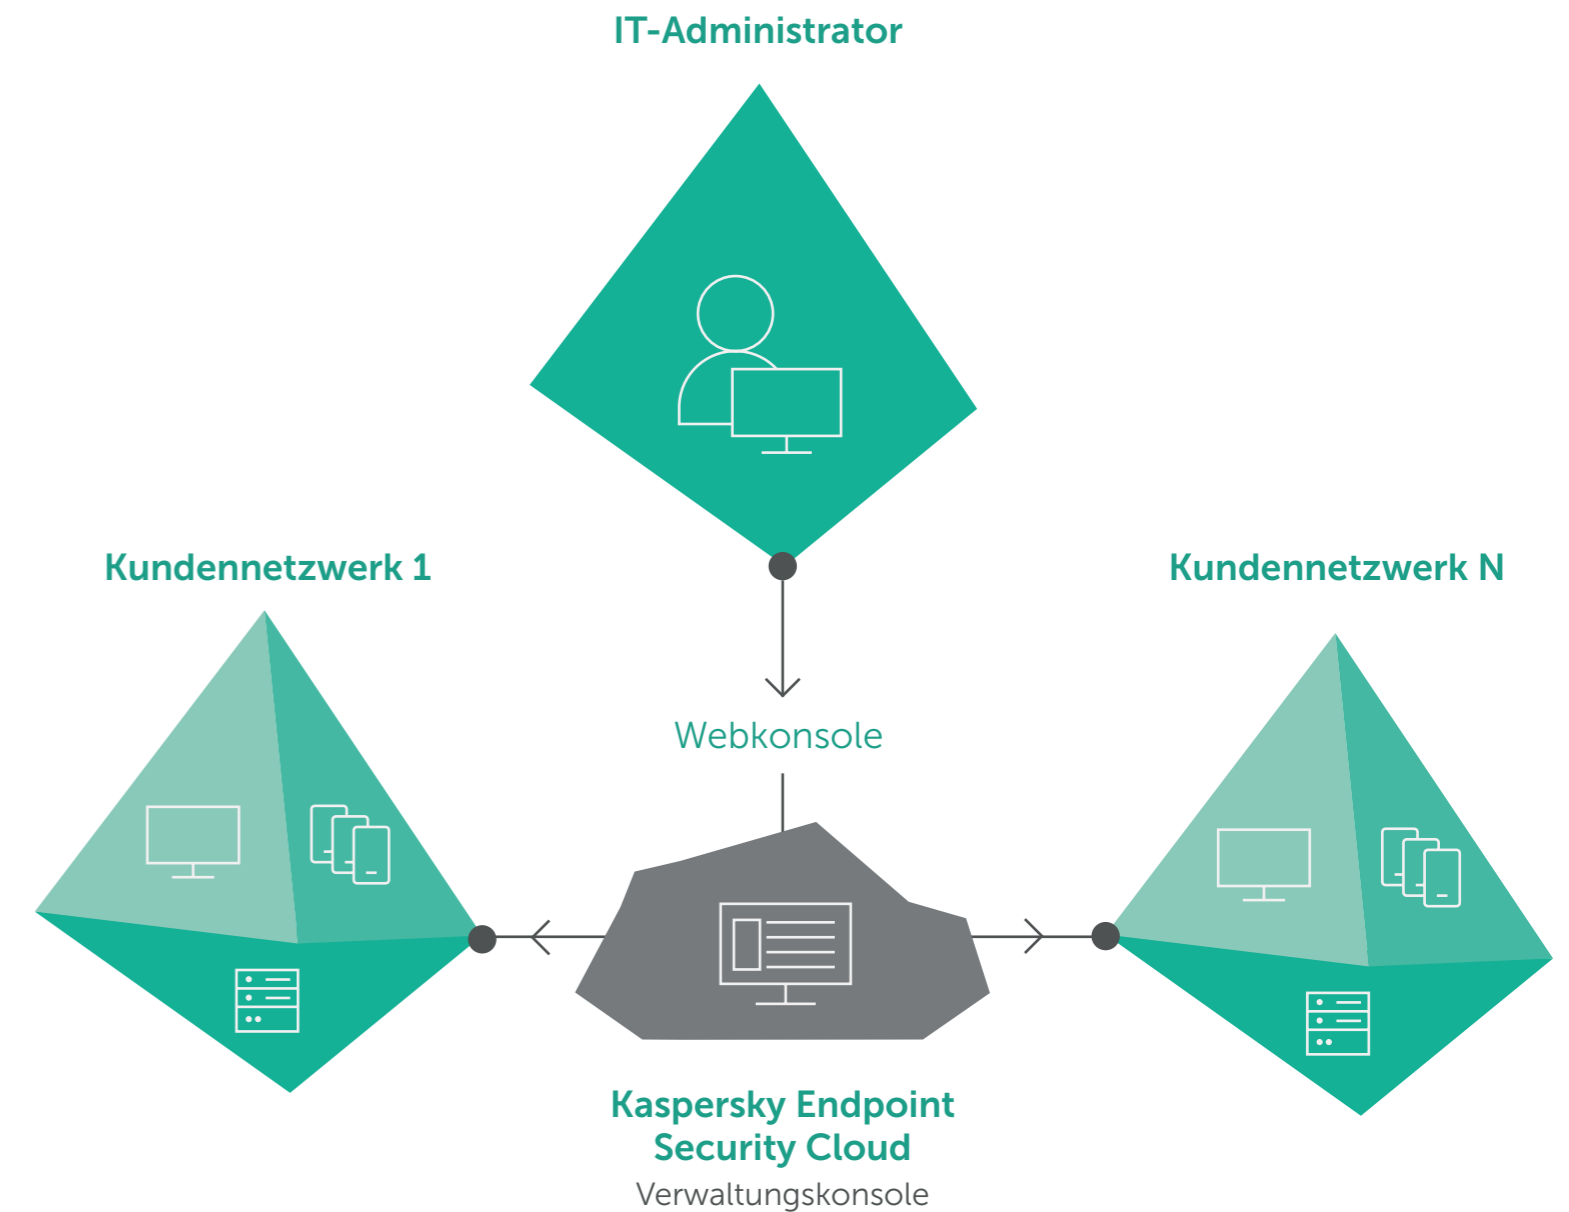 IT-Administrator
Kundennetzwerk 1
Kundennetzwerk N
Webkonsole
Kaspersky Endpoint
Security Cloud
Verwaltungskonsole